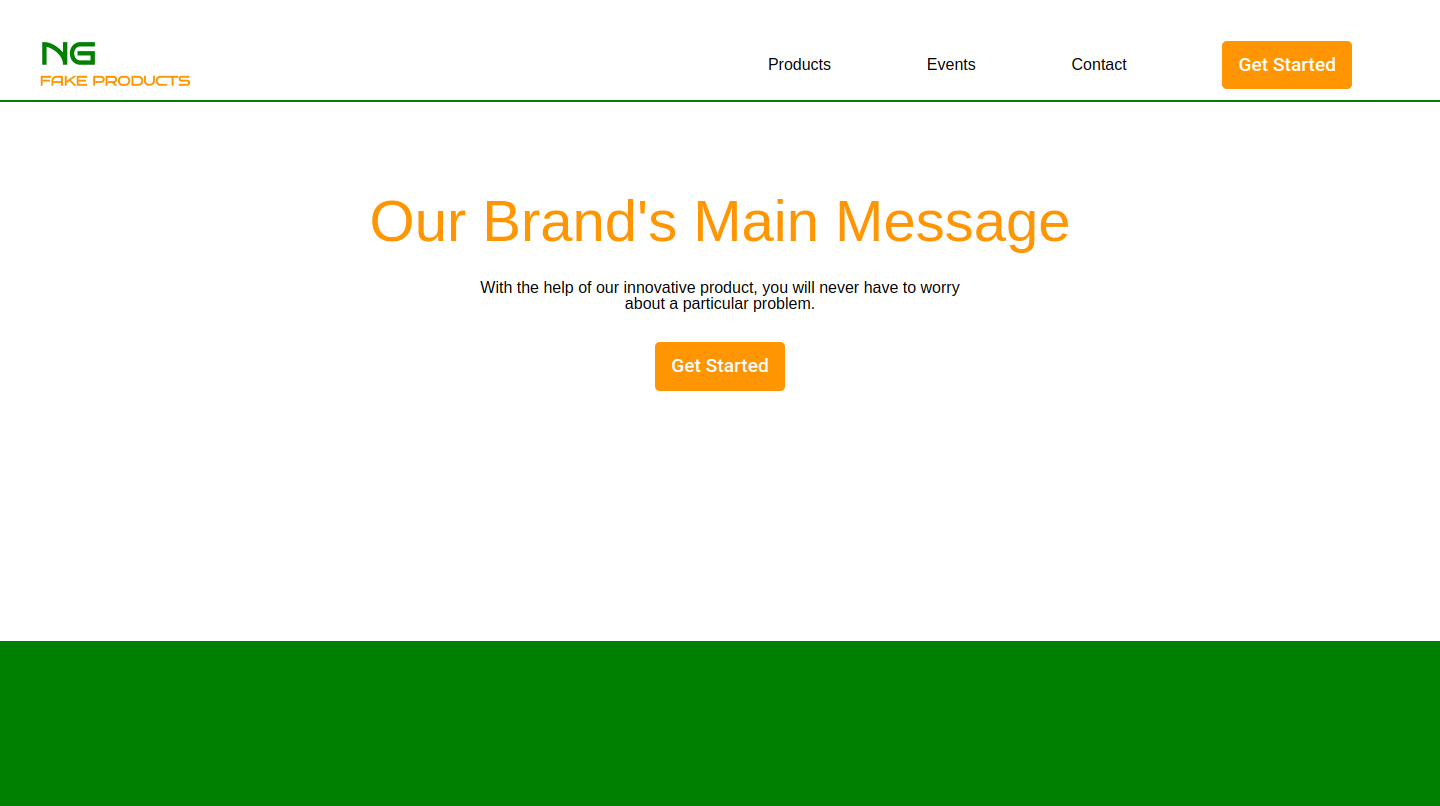 NG
FAKE PRODUCTS
Products Events Contact Get Started
Our Brand's Main Message
With the help of our innovative product, you will never have to worry
about a particular problem.
Get Started